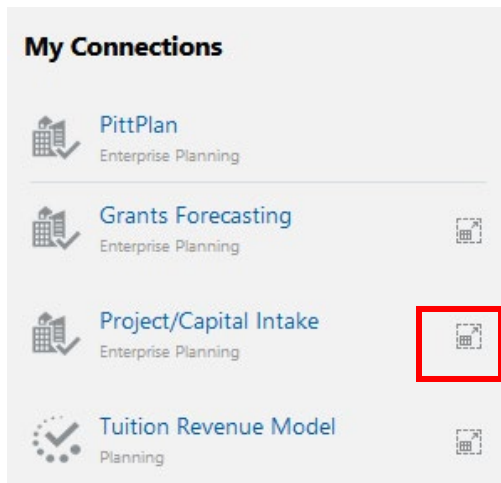 My Connections
PittPlan
Enterprise Planning
Grants Forecasting
Enterprise Planning
Project/Capital Intake
Enterprise Planning
Tuition Revenue Model
Planning